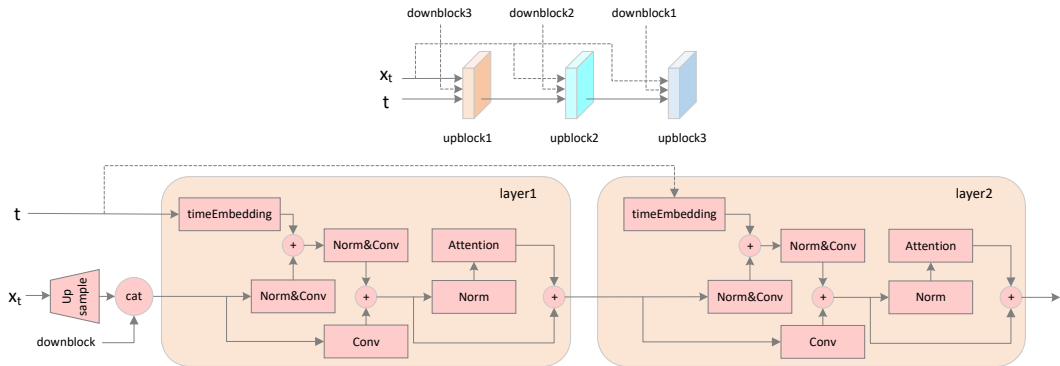 downblock3
downblock2
downblock1
xt
t
upblock1
upblock2
upblock3
layer1
layer2
t
timeEmbedding
timeEmbedding
+
Norm&Conv
Attention
+
Norm&Conv
Attention
xt
Up
sample
cat
Norm&Conv
+
Norm
+
Norm&Conv
+
Norm
+
downblock
Conv
Conv